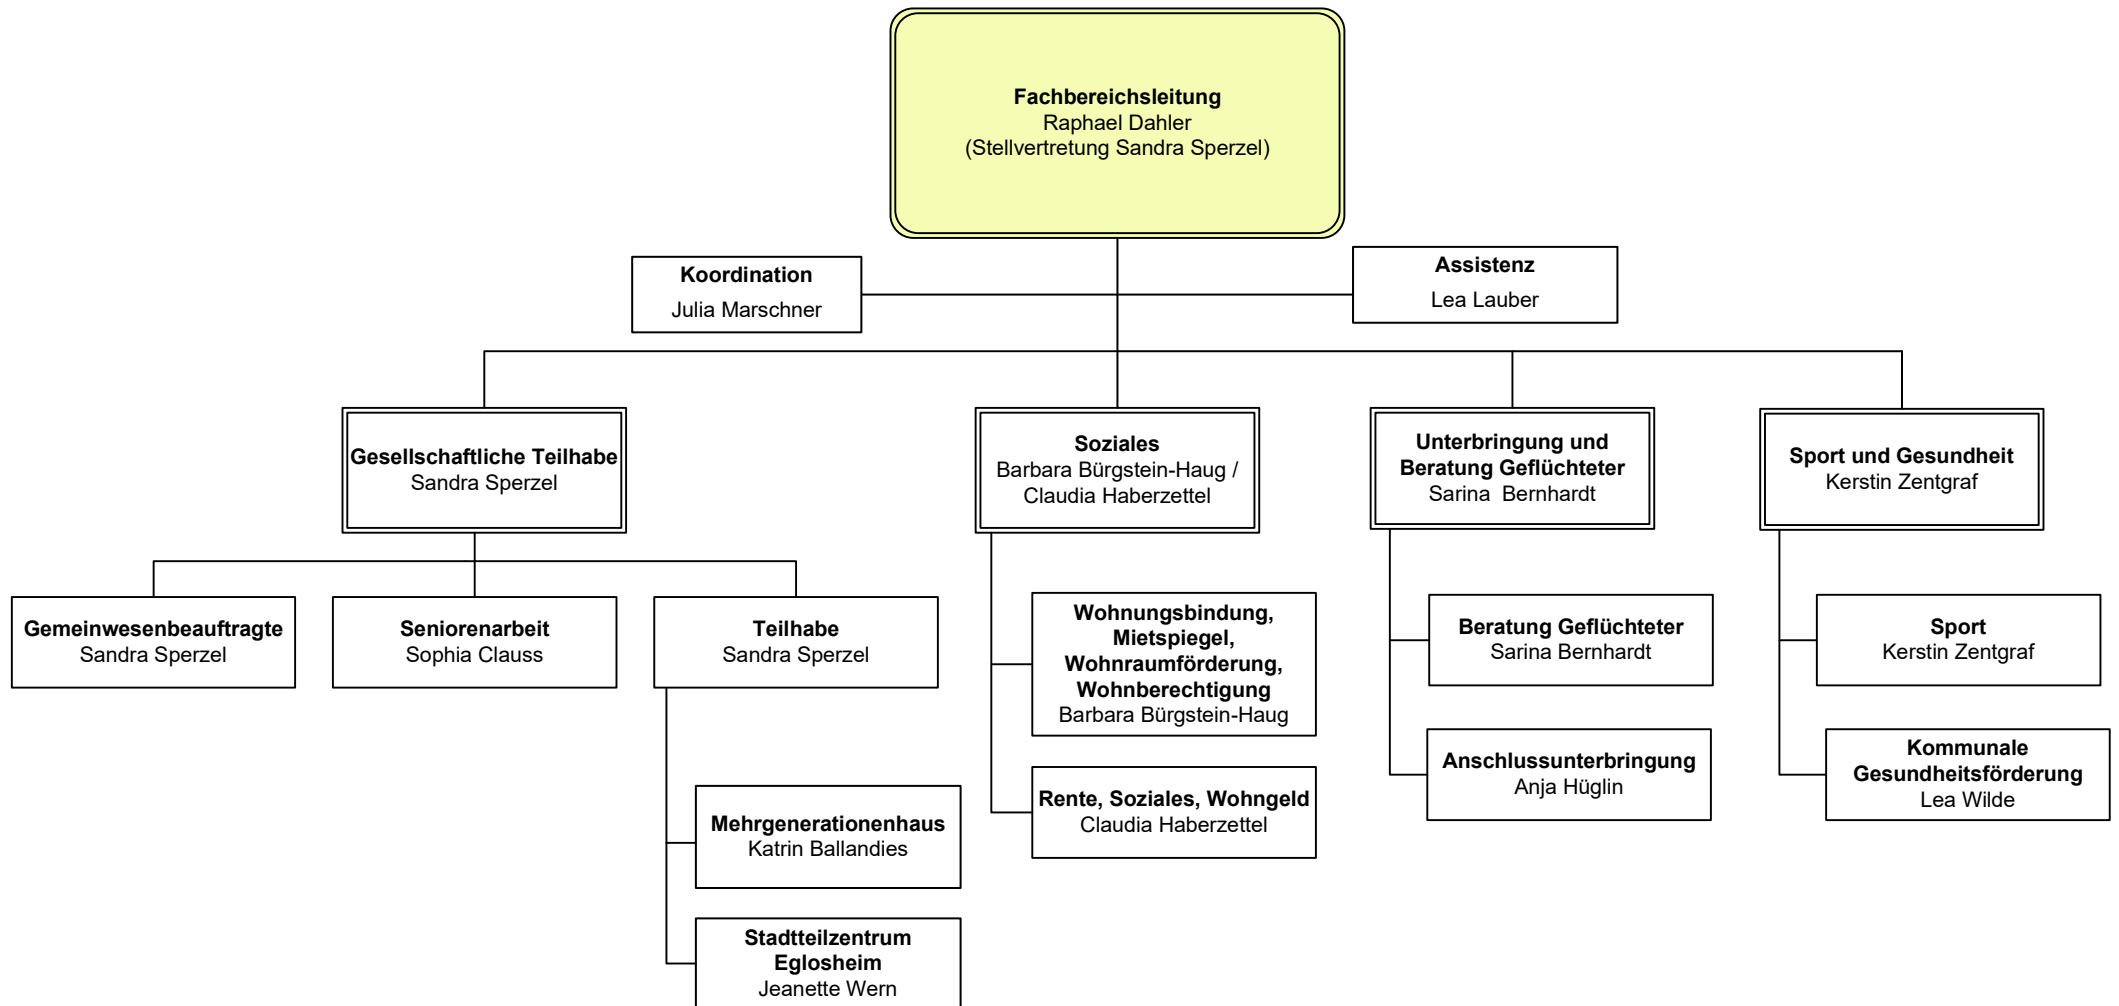 Fachbereichsleitung
Raphael Dahler
(Stellvertretung Sandra Sperzel)
Koordination
Julia Marschner
Assistenz
Lea Lauber
Gesellschaftliche Teilhabe
Sandra Sperzel
Soziales
Barbara Bürgstein-Haug /
Claudia Haberzettel
Unterbringung und
Beratung Geflüchteter
Sarina Bernhardt
Sport und Gesundheit
Kerstin Zentgraf
Gemeinwesenbeauftragte
Sandra Sperzel
Seniorenarbeit
Sophia Clauss
Teilhabe
Sandra Sperzel
Mehrgenerationenhaus
Katrin Ballandies
Stadtteilzentrum
Eglosheim
Jeanette Wern
Wohnungsbindung,
Mietspiegel,
Wohnraumförderung,
Wohnberechtigung
Barbara Bürgstein-Haug
Rente, Soziales, Wohngeld
Claudia Haberzettel
Beratung Geflüchteter
Sarina Bernhardt
Anschlussunterbringung
Anja Hüglin
Sport
Kerstin Zentgraf
Kommunale
Gesundheitsförderung
Lea Wilde